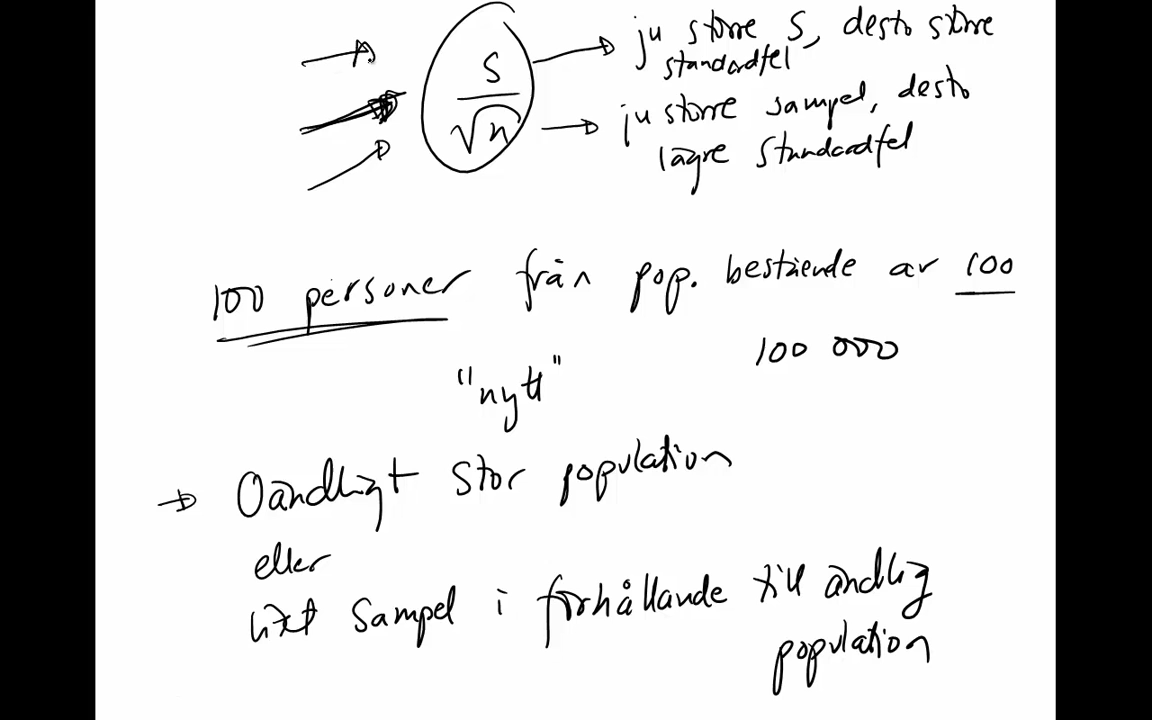 s
√n
ju större s, desto större
standardfel
ju större sampel, desto
lägre standardfel
100 personer från pop. bestående av 100
100 000
"nytt"
Oändligt stor population
eller
litet sampel i förhållande till ändlig
population